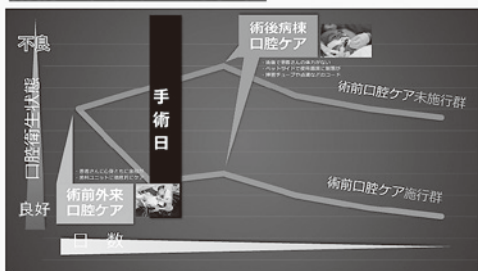 不良
口腔衛生状態
良好
手術日
術後病棟
口腔ケア
術前外来
口腔ケア
術前口腔ケア未施行群
術前口腔ケア施行群
日 数